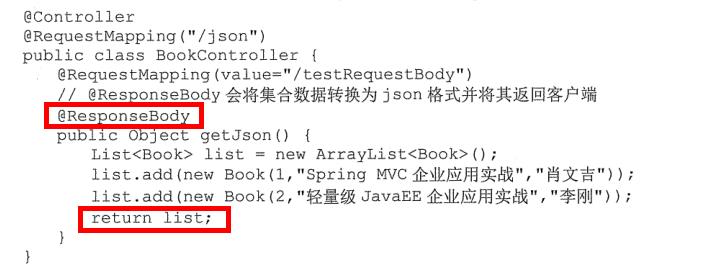 @Controller
@RequestMapping("/json")
public class BookController {
@RequestMapping(value="/testRequestBody")
// @ResponseBody 会将集合数据转换为 json 格式并将其返回客户端
@ResponseBody
public Object getJson() {
List<Book> list = new ArrayList<Book>();
list.add(new Book(1,"Spring MVC 企业应用实战","肖文吉"));
list.add(new Book(2,"轻量级 JavaEE 企业应用实战","李刚"));
return list;
}
}